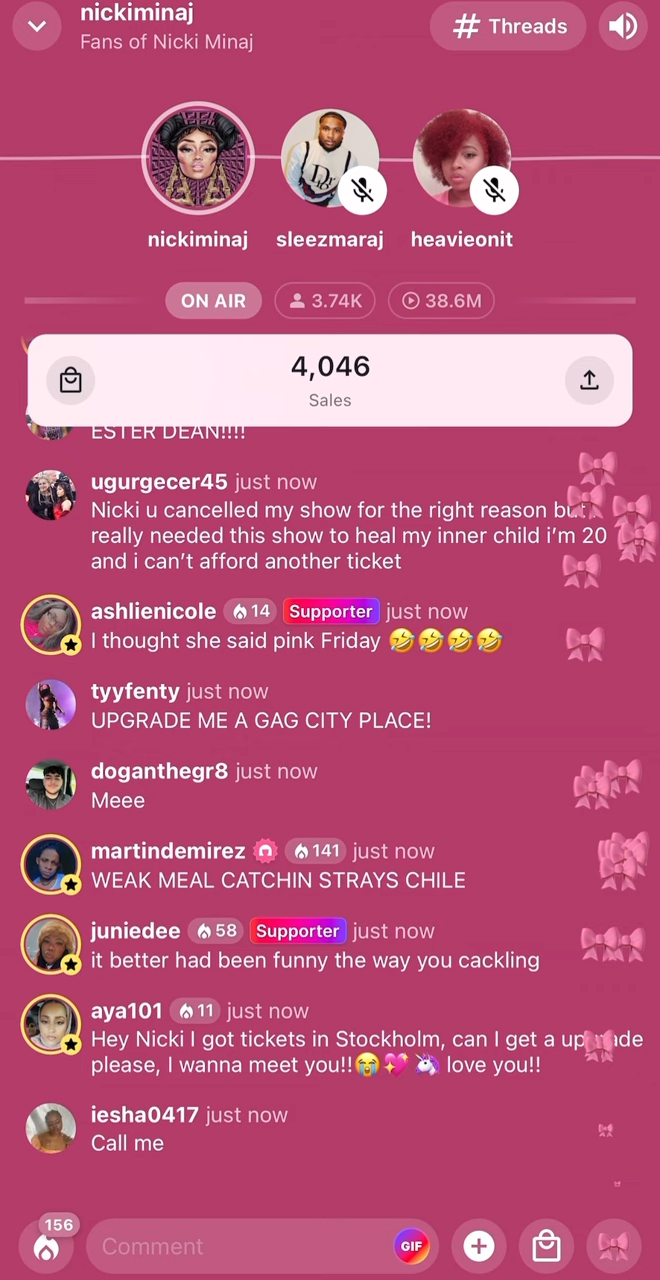 nickiminaj
Fans of Nicki Minaj
# Threads
nickiminaj
sleezmaraj
heavieonit
ON AIR
3.74K
38.6M
4,046
Sales
ESTER DEAN!!!!
ugurgecer45 just now
Nicki u cancelled my show for the right reason but
really needed this show to heal my inner child i’m 20
and i can’t afford another ticket
ashlienicole 14 Supporter just now
I thought she said pink Friday 🤣🤣🤣🤣
tyyfenty just now
UPGRADE ME A GAG CITY PLACE!
doganthegr8 just now
Meee
martindemirez 141 just now
WEAK MEAL CATCHIN STRAYS CHILE
juniedee 58 Supporter just now
it better had been funny the way you cackling
aya101 11 just now
Hey Nicki I got tickets in Stockholm, can I get a upgrade
please, I wanna meet you!!😭💖🦄 love you!!
iesha0417 just now
Call me
156
Comment
GIF